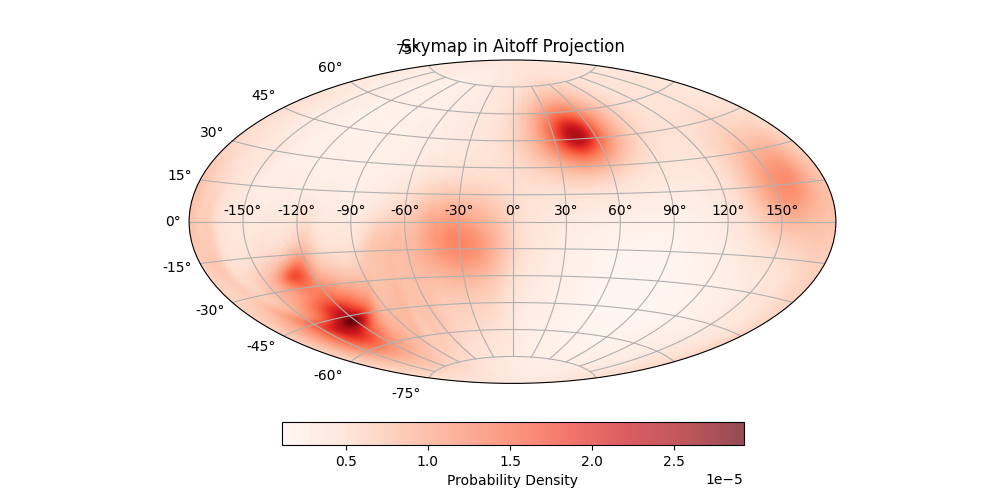 Skymap in Aitoff Projection
75°
60°
45°
30°
15°
-150° -120° -90° -60° -30° 0° 30° 60° 90° 120° 150°
0°
-15°
-30°
-45°
-60°
-75°
0.5 1.0 1.5 2.0 2.5
1e−5
Probability Density